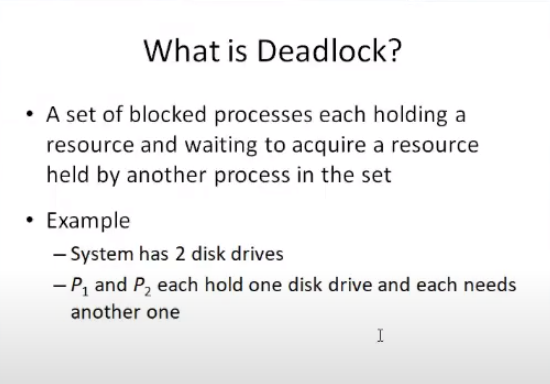 What is Deadlock?
• A set of blocked processes each holding a
resource and waiting to acquire a resource
held by another process in the set
• Example
– System has 2 disk drives
– P₁ and P₂ each hold one disk drive and each needs
another one